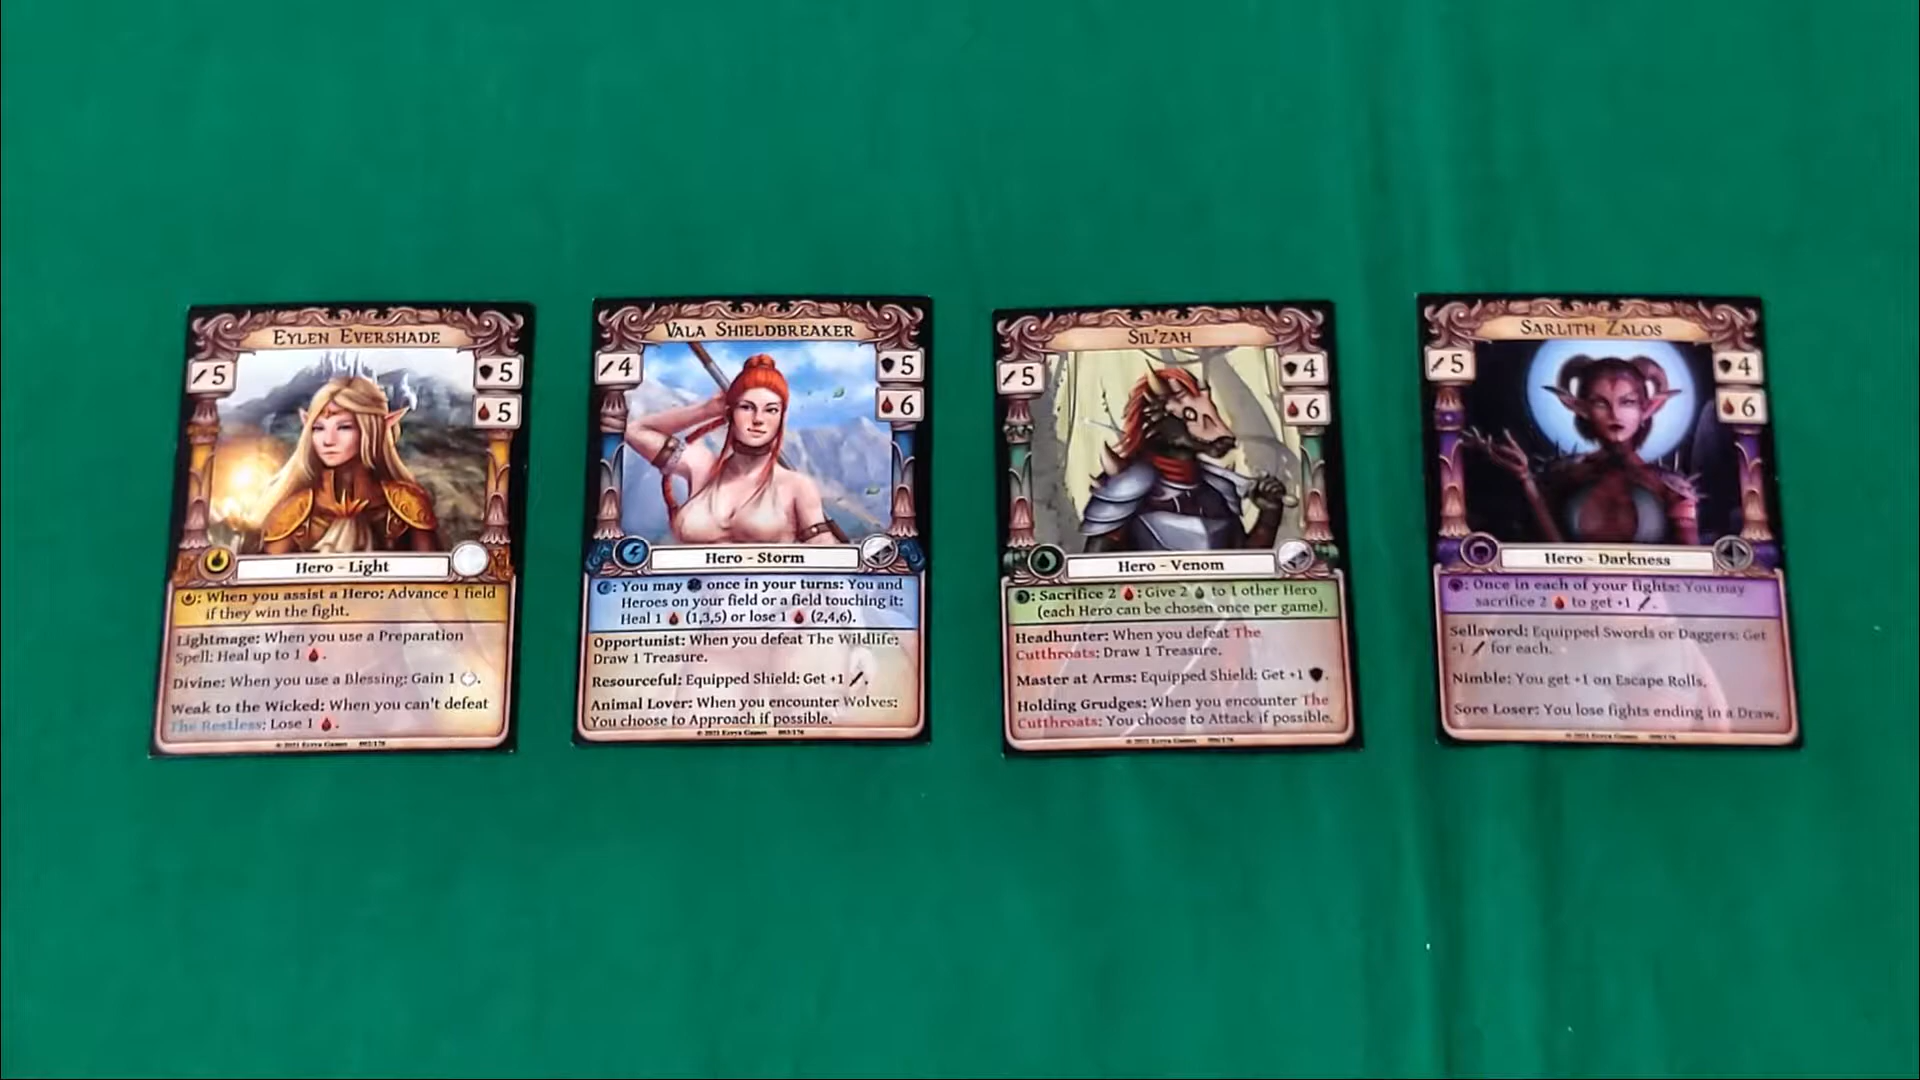 EYLEN EVERSHADE
5
5
5
Hero - Light
: When you assist a Hero: Advance 1 field
if they win the fight.
Lightmage: When you use a Preparation
Spell: Heal up to 1 .
Divine: When you use a Blessing: Gain 1 .
Weak to the Wicked: When you can't defeat
The Restless: Lose 1 .
© 2021 Games
VALA SHIELDBREAKER
4
5
6
Hero - Storm
: You may once in your turns: You and
Heroes on your field or a field touching it:
Heal 1 (1,3,5) or lose 1 (2,4,6).
Opportunist: When you defeat The Wildlife:
Draw 1 Treasure.
Resourceful: Equipped Shield: Get +1 .
Animal Lover: When you encounter Wolves:
You choose to Approach if possible.
© 2021 Games
SIL'ZAH
5
4
6
Hero - Venom
: Sacrifice 2 : Give 2 to 1 other Hero
(each Hero can be chosen once per game).
Headhunter: When you defeat The
Cutthroats: Draw 1 Treasure.
Master at Arms: Equipped Shield: Get +1 .
Holding Grudges: When you encounter The
Cutthroats: You choose to Attack if possible.
© 2021 Games
SARLITH ZALOS
5
4
6
Hero - Darkness
: Once in each of your fights: You may
sacrifice 2 to get +1 .
Sellsword: Equipped Swords or Daggers: Get
+1 for each.
Nimble: You get +1 on Escape Rolls.
Sore Loser: You lose fights ending in a Draw.
© 2021 Games